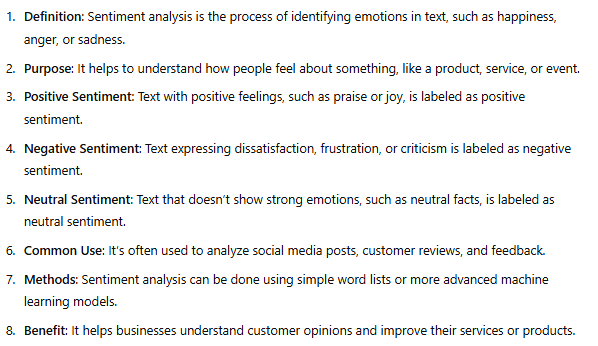 1. Definition: Sentiment analysis is the process of identifying emotions in text, such as happiness,
anger, or sadness.
2. Purpose: It helps to understand how people feel about something, like a product, service, or event.
3. Positive Sentiment: Text with positive feelings, such as praise or joy, is labeled as positive
sentiment.
4. Negative Sentiment: Text expressing dissatisfaction, frustration, or criticism is labeled as negative
sentiment.
5. Neutral Sentiment: Text that doesn't show strong emotions, such as neutral facts, is labeled as
neutral sentiment.
6. Common Use: It's often used to analyze social media posts, customer reviews, and feedback.
7. Methods: Sentiment analysis can be done using simple word lists or more advanced machine
learning models.
8. Benefit: It helps businesses understand customer opinions and improve their services or products.